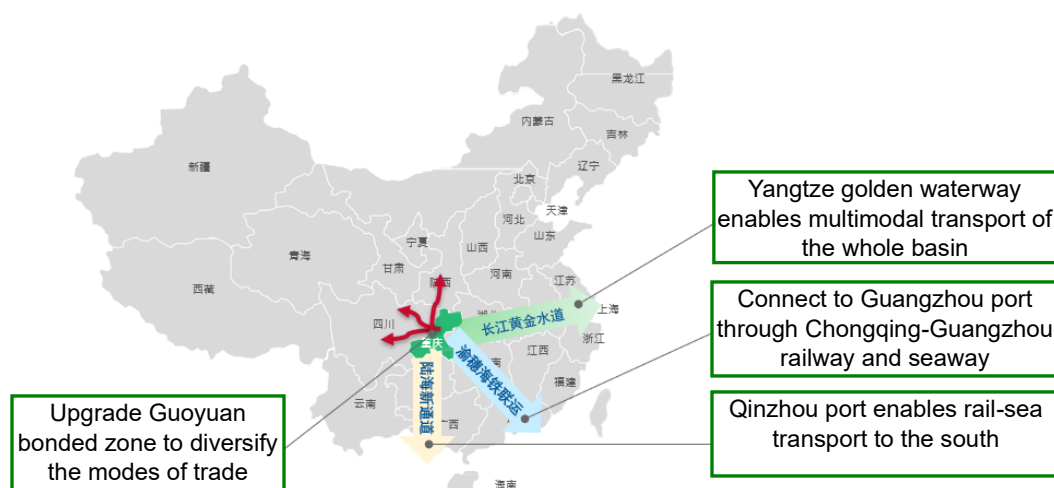 黑龙江
内蒙古
吉林
新疆
辽宁
北京
天津
河北
宁夏
山西
山东
青海
甘肃
陕西
河南
江苏
西藏
四川
上海
长江黄金水道
浙江
重庆
江西
渝穗海铁联运
南
福建
陆海新通道
云南
广西
海南
Yangtze golden waterway
enables multimodal transport of
the whole basin
Connect to Guangzhou port
through Chongqing-Guangzhou
railway and seaway
Qinzhou port enables rail-sea
transport to the south
Upgrade Guoyuan
bonded zone to diversify
the modes of trade